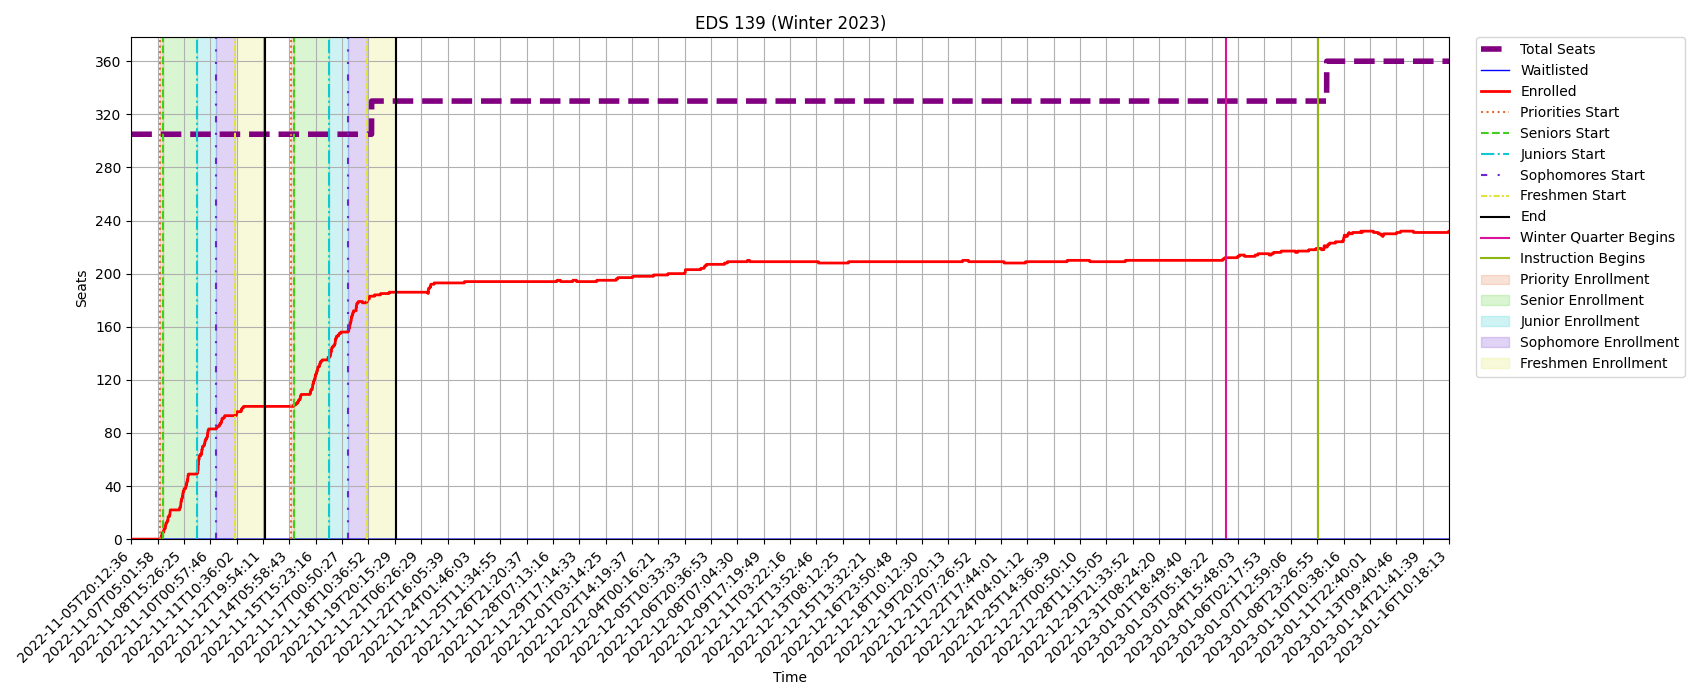 EDS 139 (Winter 2023)
Seats
360
320
280
240
200
160
120
80
40
0
2022-11-05T20:12:36
2022-11-07T05:01:58
2022-11-08T15:26:25
2022-11-10T00:57:46
2022-11-11T10:36:02
2022-11-12T19:54:11
2022-11-14T05:58:43
2022-11-15T15:23:16
2022-11-17T00:50:27
2022-11-18T10:36:52
2022-11-19T20:15:29
2022-11-21T06:26:29
2022-11-22T16:05:39
2022-11-24T01:46:03
2022-11-25T11:34:55
2022-11-26T21:20:37
2022-11-28T07:13:16
2022-11-29T17:14:33
2022-12-01T03:14:25
2022-12-02T14:19:37
2022-12-04T00:16:21
2022-12-05T10:33:33
2022-12-06T20:36:53
2022-12-08T07:04:30
2022-12-09T17:19:49
2022-12-11T03:22:16
2022-12-12T13:52:46
2022-12-13T08:12:25
2022-12-15T13:32:21
2022-12-16T23:50:48
2022-12-18T10:12:30
2022-12-19T20:20:13
2022-12-21T07:26:52
2022-12-22T17:44:01
2022-12-24T04:01:12
2022-12-25T14:36:39
2022-12-27T00:50:10
2022-12-28T11:15:05
2022-12-29T21:33:52
2022-12-31T08:24:20
2023-01-01T18:49:40
2023-01-03T05:18:22
2023-01-04T15:48:03
2023-01-06T02:17:53
2023-01-07T12:59:06
2023-01-08T23:26:55
2023-01-10T10:38:16
2023-01-11T22:40:01
2023-01-13T09:40:46
2023-01-14T21:41:39
2023-01-16T10:18:13
Time
Total Seats
Waitlisted
Enrolled
Priorities Start
Seniors Start
Juniors Start
Sophomores Start
Freshmen Start
End
Winter Quarter Begins
Instruction Begins
Priority Enrollment
Senior Enrollment
Junior Enrollment
Sophomore Enrollment
Freshmen Enrollment